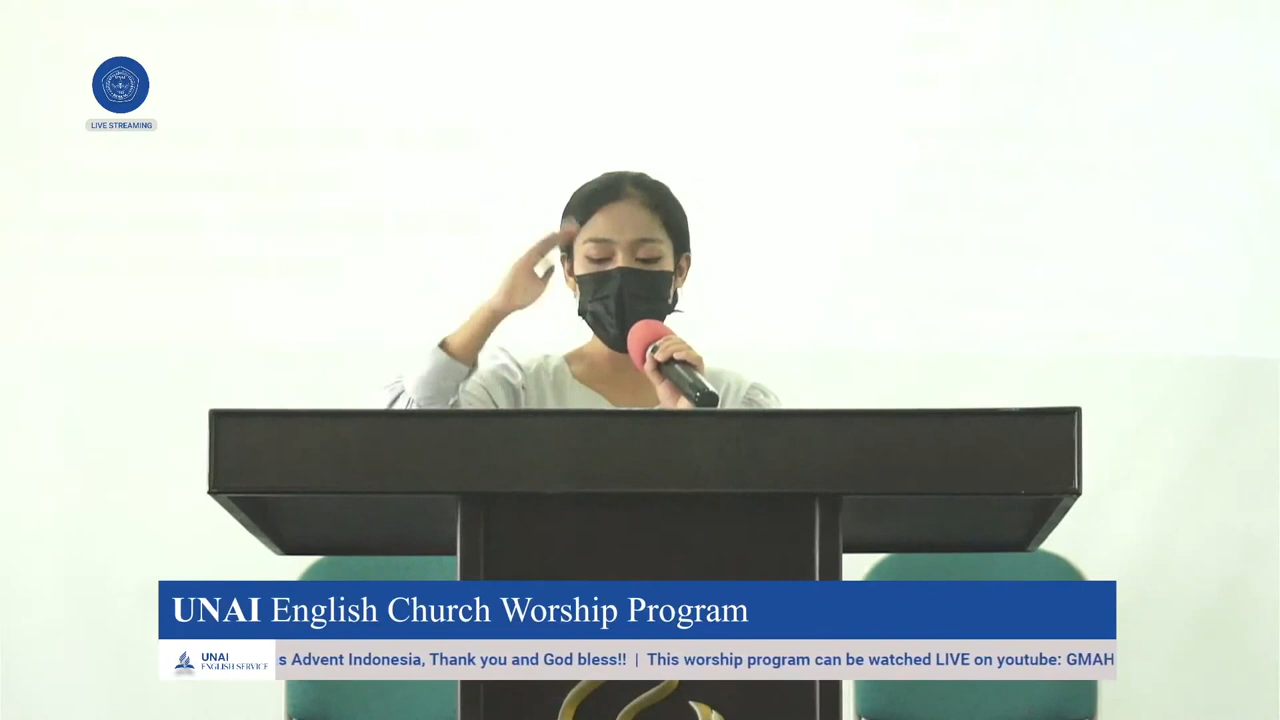 LIVE STREAMING
UNAI English Church Worship Program
UNAI
ENGLISH SERVICE
s Advent Indonesia, Thank you and God bless!! | This worship program can be watched LIVE on youtube: GMAH